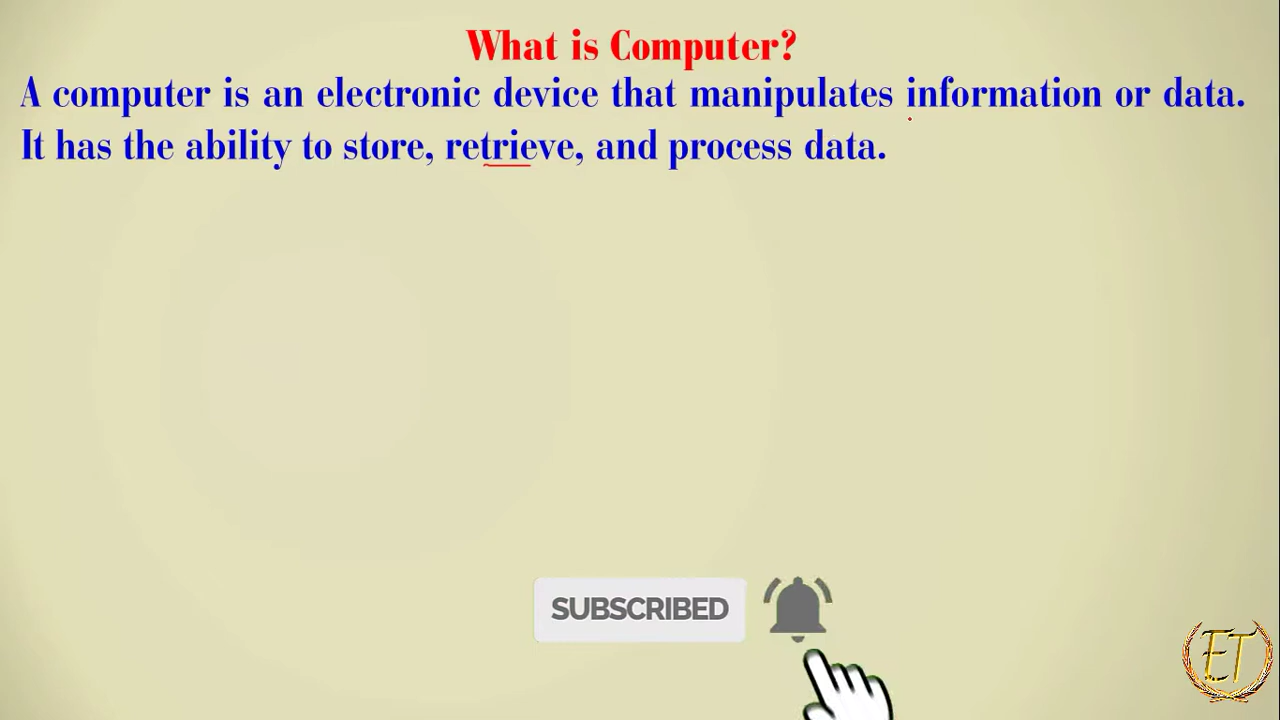 What is Computer?
A computer is an electronic device that manipulates information or data.
It has the ability to store, retrieve, and process data.
SUBSCRIBED
ET